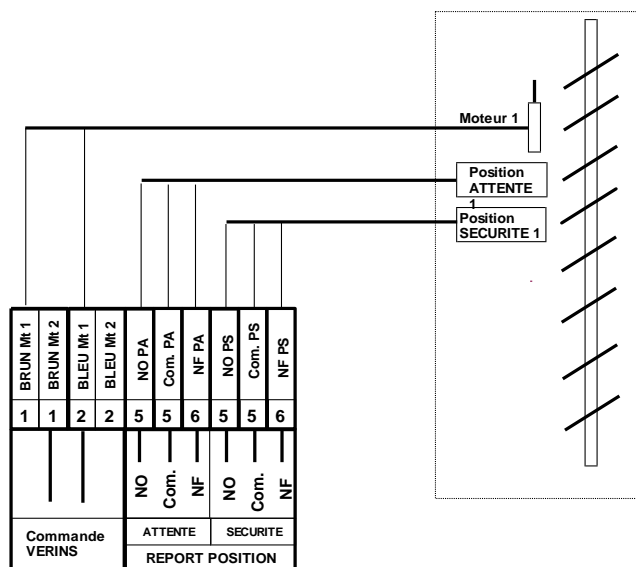 Moteur 1
Position
ATTENTE
1
Position
SECURITE 1
BRUN Mt 1
BRUN Mt 2
BLEU Mt 1
BLEU Mt 2
NO PA
Com. PA
NF PA
NO PS
Com. PS
NF PS
1 1 2 2 5 5 6 5 5 6
NO
Com.
NF
NO
Com.
NF
Commande
VERINS
ATTENTE SECURITE
REPORT POSITION